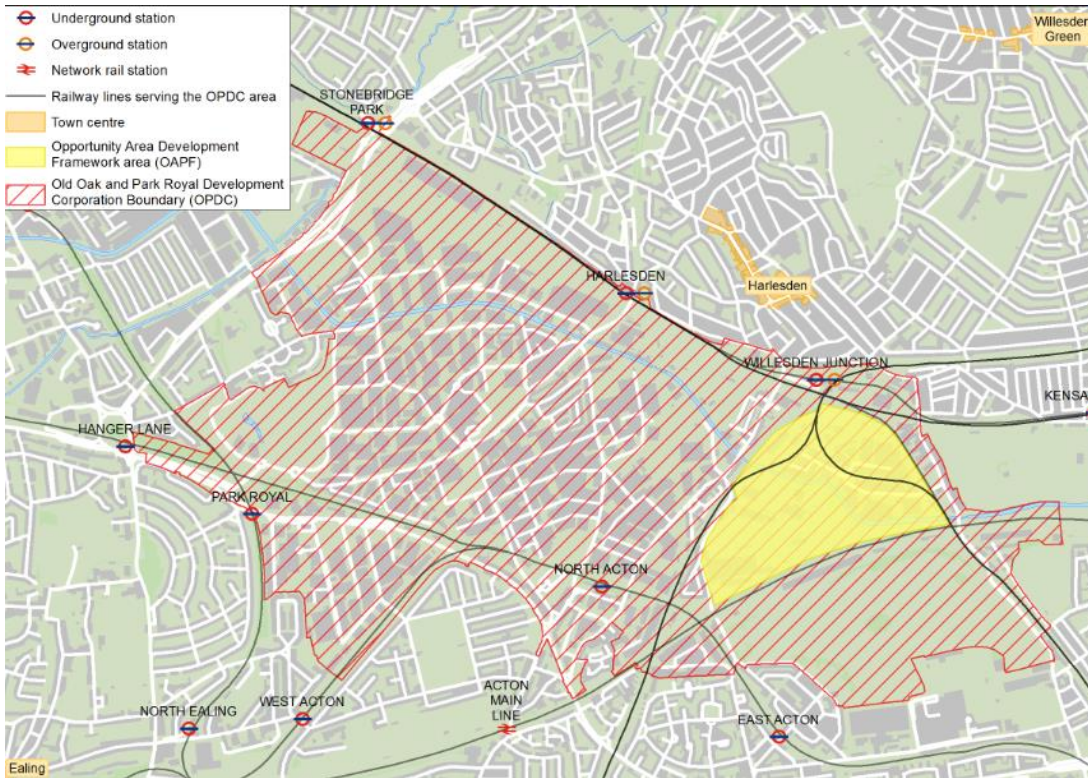 Underground station
Overground station
Network rail station
Railway lines serving the OPDC area
Town centre
Opportunity Area Development
Framework area (OAPF)
Old Oak and Park Royal Development
Corporation Boundary (OPDC)
Willesden
Green
STONEBRIDGE
PARK
HARLESDEN
Harlesden
WILLESDEN JUNCTION
KENSA
HANGER LANE
PARK ROYAL
NORTH ACTON
ACTON
MAIN
LINE
WEST ACTON
NORTH EALING
EAST ACTON
Ealing